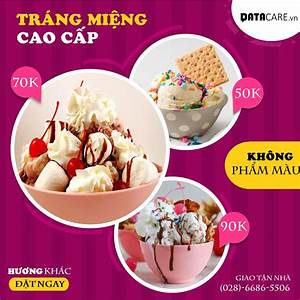 TRÁNG MIỆNG
CAO CẤP
DATACARE.vn
70K
50K
KHÔNG
PHẨM MÀU
90K
HƯƠNG KHÁC
ĐẶT NGAY
GIAO TẬN NHÀ
(028)-6686-5506